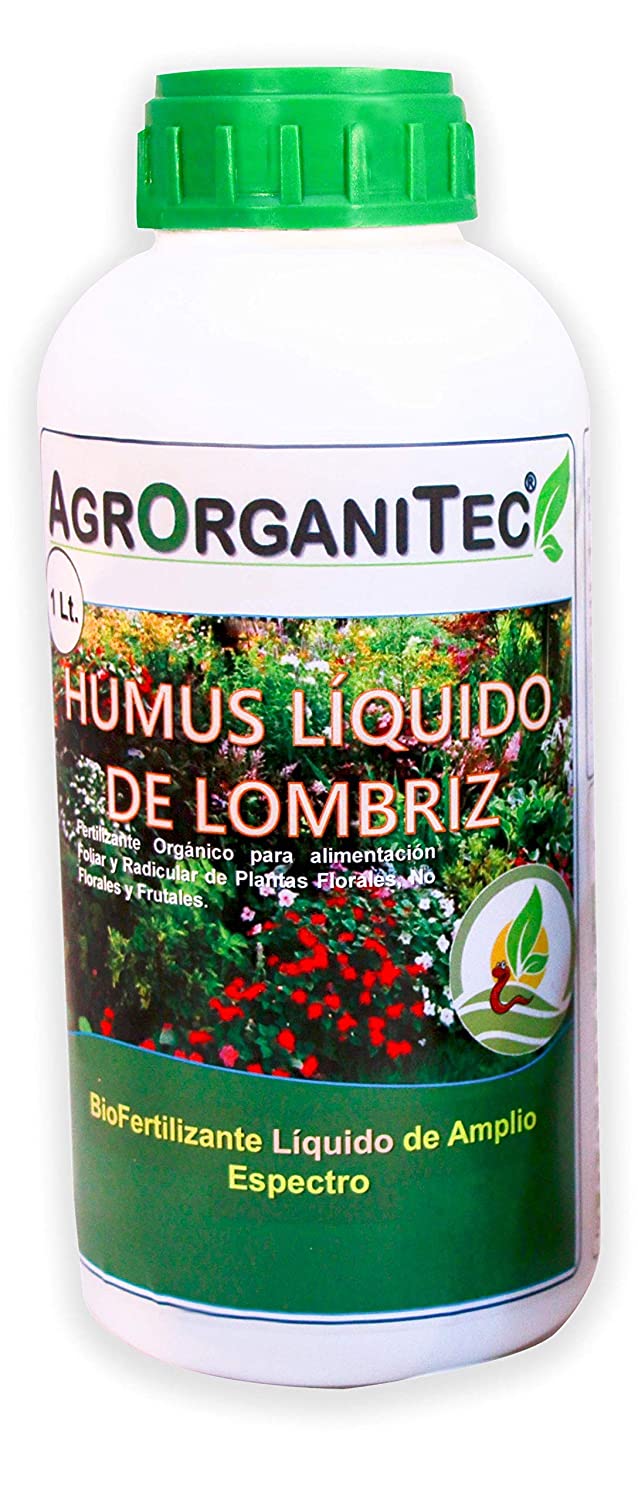 AGRORGANITEC®
1 Lt.
HUMUS LÍQUIDO
DE LOMBRIZ
Fertilizante Orgánico para alimentación
Foliar y Radicular de Plantas Florales, No
Florales y Frutales.
BioFertilizante Líquido de Amplio
Espectro